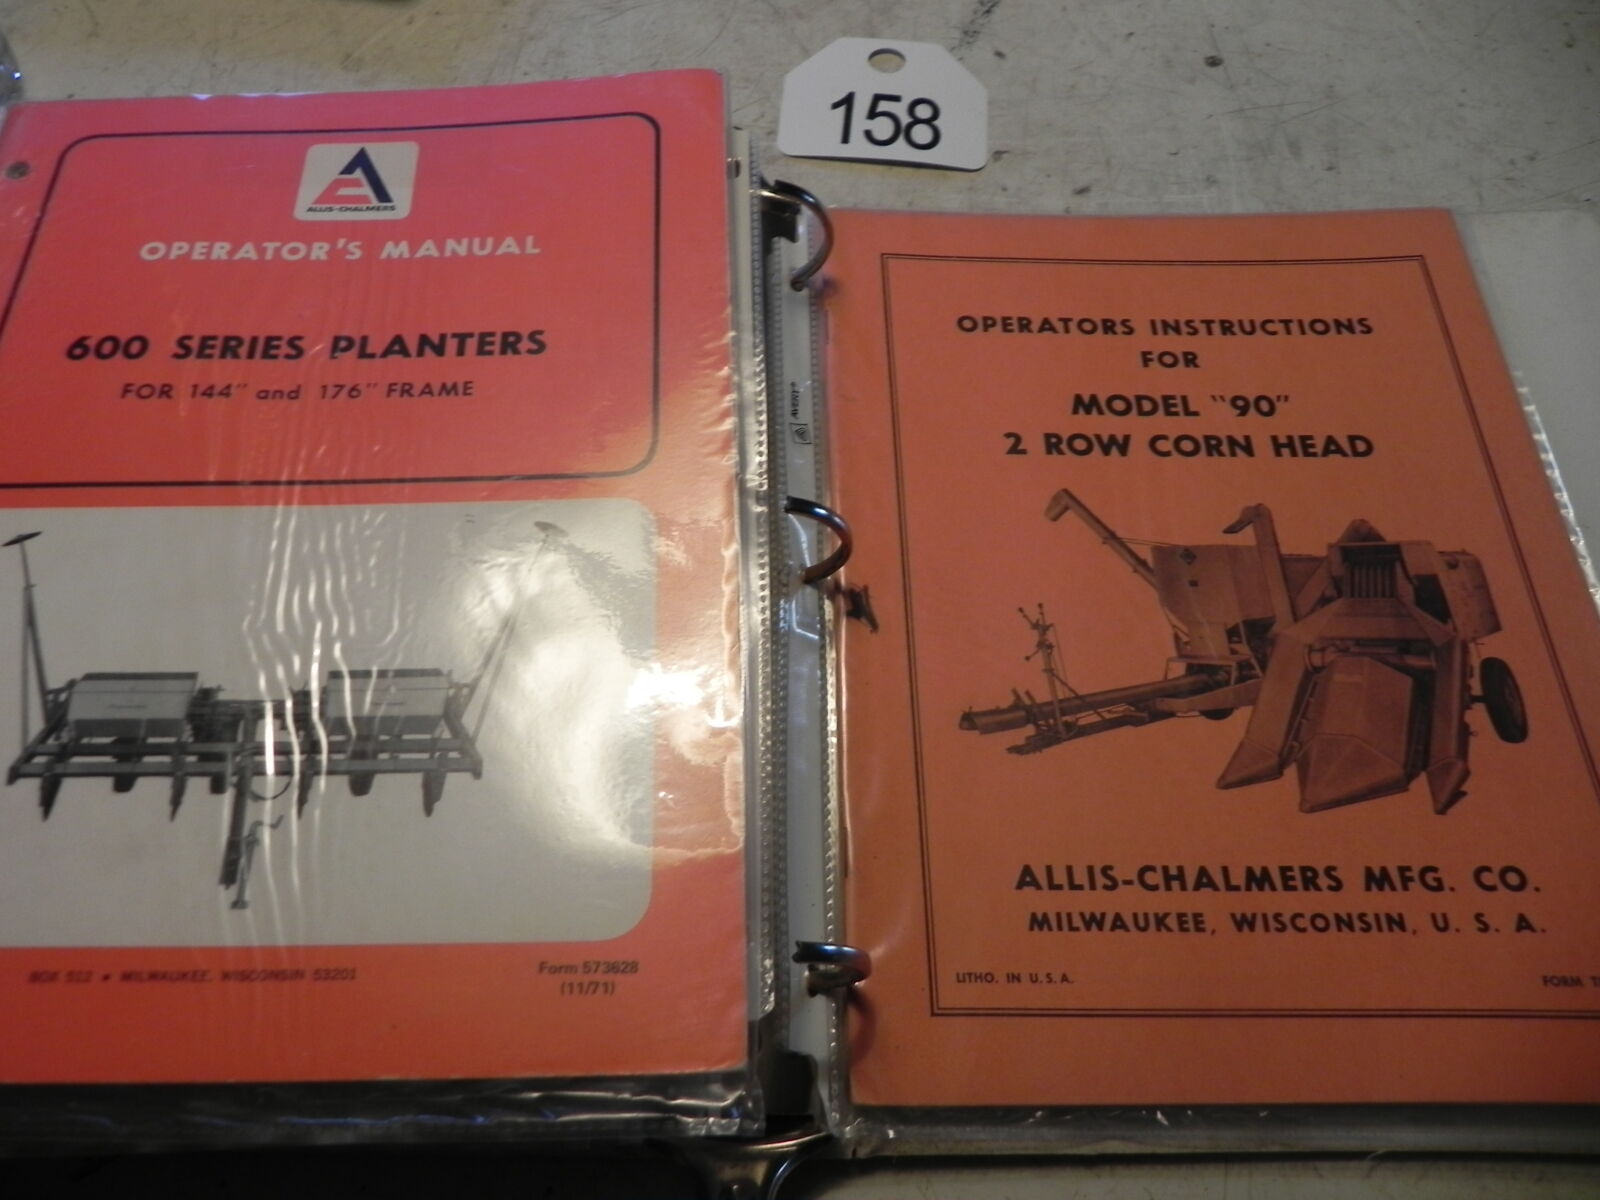 158
ALLIS-CHALMERS
OPERATOR'S MANUAL
600 SERIES PLANTERS
FOR 144" and 176" FRAME
BOX 512 • MILWAUKEE, WISCONSIN 53201
Form 573628
(11/71)
AVERY®
OPERATORS INSTRUCTIONS
FOR
MODEL "90"
2 ROW CORN HEAD
ALLIS-CHALMERS MFG. CO.
MILWAUKEE, WISCONSIN, U. S. A.
LITHO. IN U. S. A.
FORM